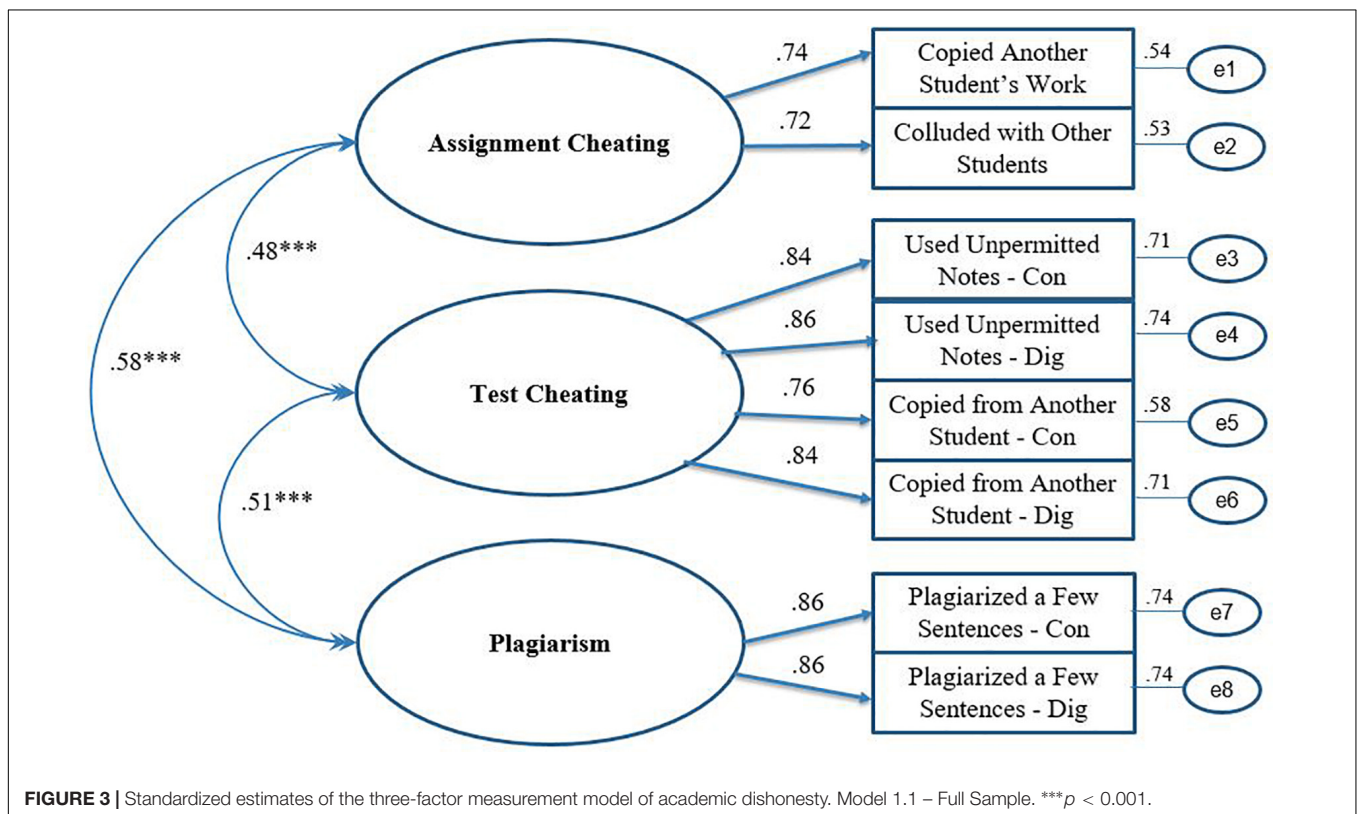 .74
Copied Another
Student's Work
.54
e1
Assignment Cheating
.72
Colluded with Other
Students
.53
e2
.48***
.58***
.84
Used Unpermitted
Notes - Con
.71
e3
.86
Used Unpermitted
Notes - Dig
.74
e4
Test Cheating
.76
Copied from Another
Student - Con
.58
e5
.84
Copied from Another
Student - Dig
.71
e6
.51***
.86
Plagiarized a Few
Sentences - Con
.74
e7
Plagiarism
.86
Plagiarized a Few
Sentences - Dig
.74
e8
FIGURE 3 | Standardized estimates of the three-factor measurement model of academic dishonesty. Model 1.1 – Full Sample. ***p < 0.001.